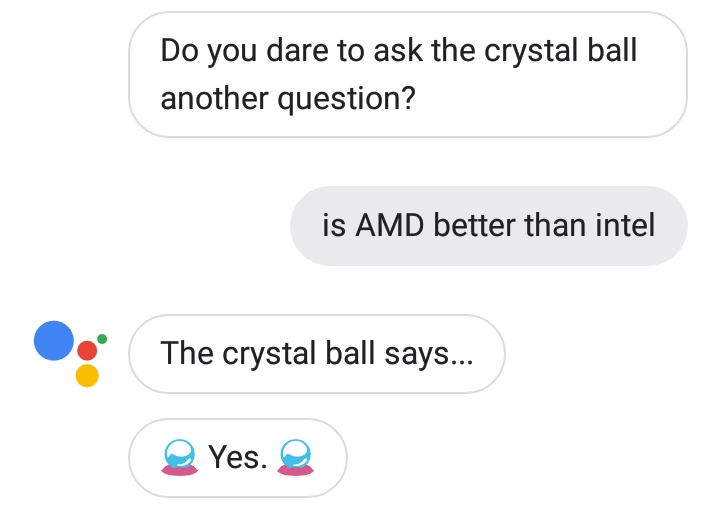 Do you dare to ask the crystal ball
another question?
is AMD better than intel
The crystal ball says...
🔮 Yes. 🔮